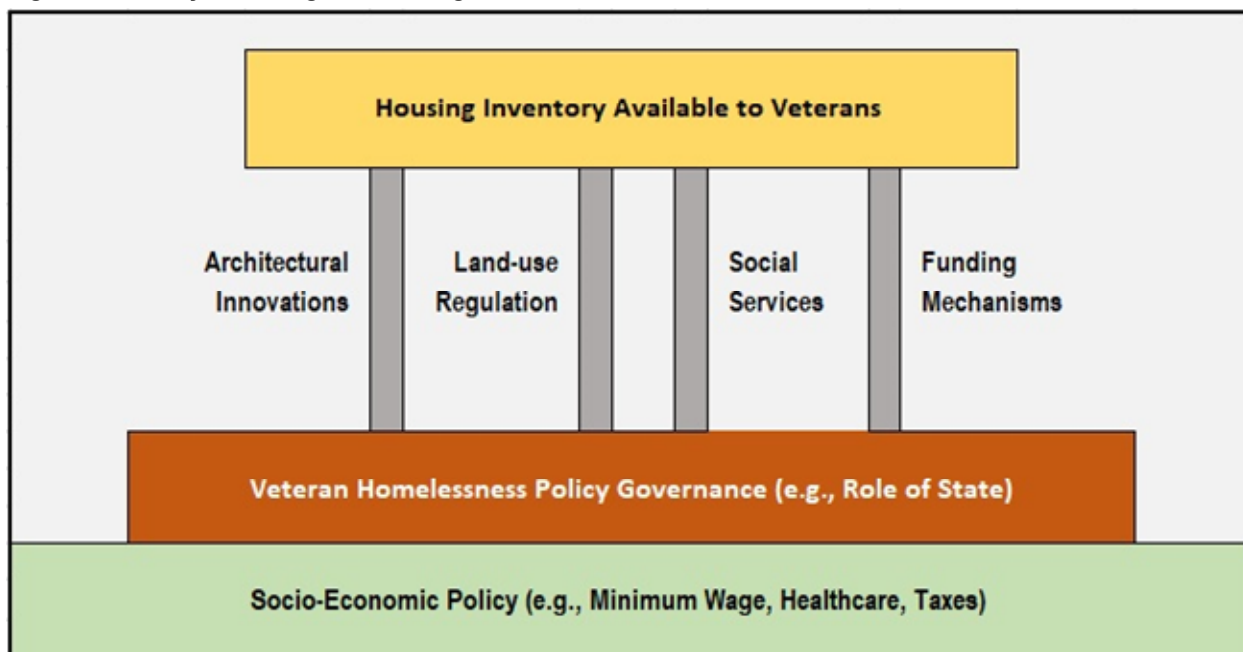 Housing Inventory Available to Veterans
Architectural
Innovations
Land-use
Regulation
Social
Services
Funding
Mechanisms
Veteran Homelessness Policy Governance (e.g., Role of State)
Socio-Economic Policy (e.g., Minimum Wage, Healthcare, Taxes)